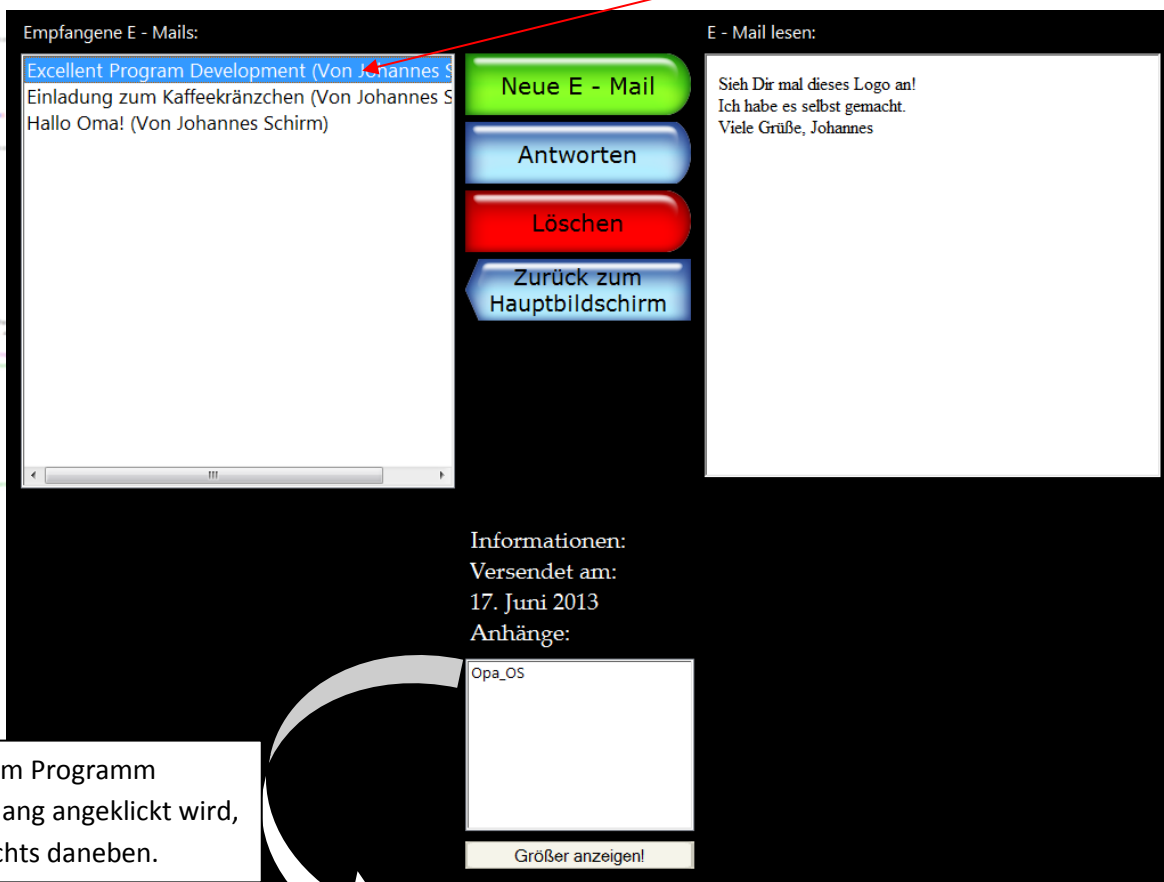 Empfangene E - Mails:
Excellent Program Development (Von Johannes S
Einladung zum Kaffeekränzchen (Von Johannes S
Hallo Oma! (Von Johannes Schirm)
Neue E - Mail
Antworten
Löschen
Zurück zum
Hauptbildschirm
E - Mail lesen:
Sieh Dir mal dieses Logo an!
Ich habe es selbst gemacht.
Viele Grüße, Johannes
Informationen:
Versendet am:
17. Juni 2013
Anhänge:
Opa_OS
Größer anzeigen!
m Programm
ang angeklickt wird,
chts daneben.